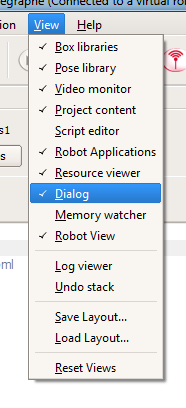 egraphe (Connected to a virtual ro
ion View Help
Box libraries
Pose library
Video monitor
Project content
s1
Script editor
s
Robot Applications
Resource viewer
Dialog
Memory watcher
Robot View
ml
Log viewer
Undo stack
Save Layout...
Load Layout...
Reset Views